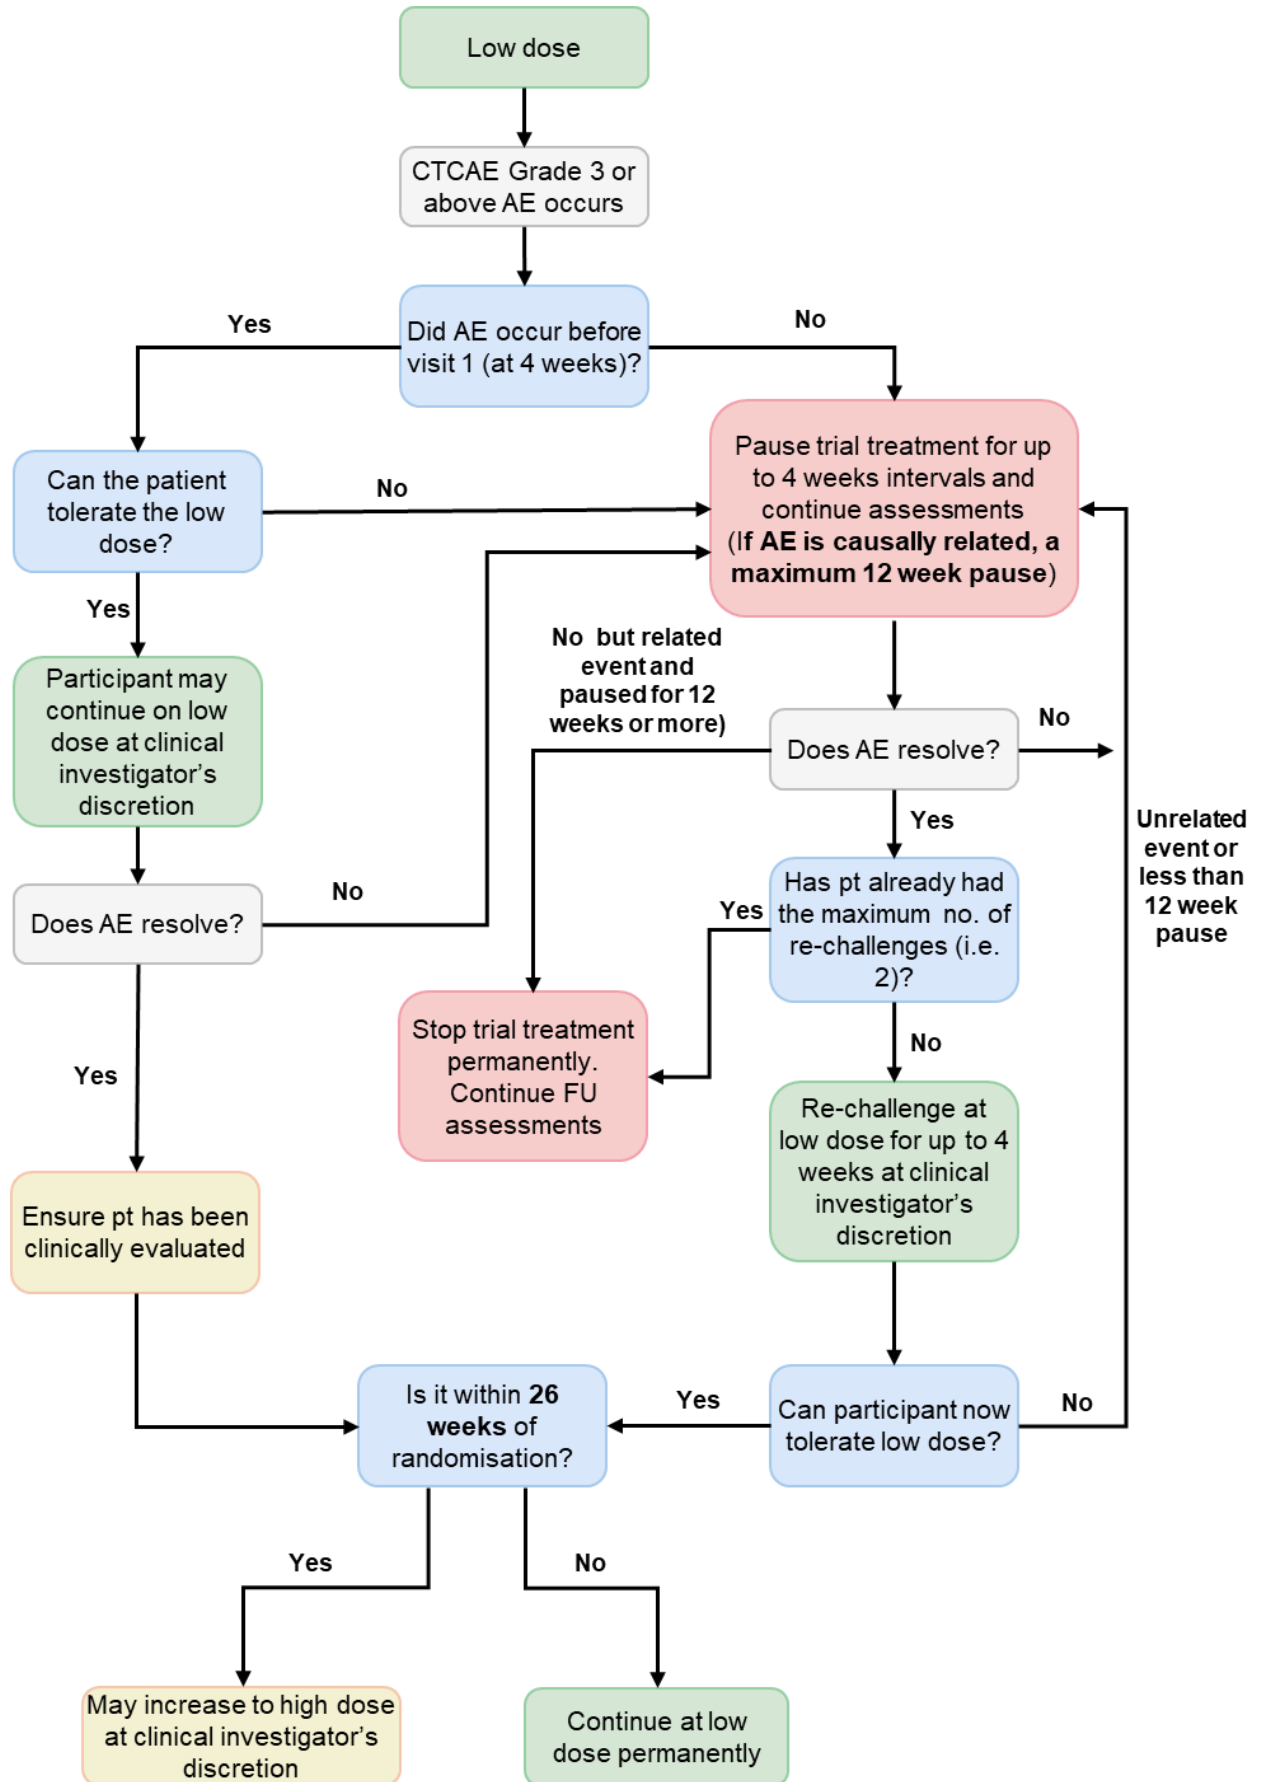 Low dose
CTCAE Grade 3 or
above AE occurs
Did AE occur before
visit 1 (at 4 weeks)?
Yes
No
Can the patient
tolerate the low
dose?
No
Pause trial treatment for up
to 4 weeks intervals and
continue assessments
(If AE is causally related, a
maximum 12 week pause)
Yes
Participant may
continue on low
dose at clinical
investigator's
discretion
No but related
event and
paused for 12
weeks or more)
Does AE resolve?
No
Yes
Unrelated
event or
less than
12 week
pause
Does AE resolve?
No
Has pt already had
the maximum no. of
re-challenges (i.e.
2)?
Yes
No
Stop trial treatment
permanently.
Continue FU
assessments
Yes
Re-challenge at
low dose for up to 4
weeks at clinical
investigator's
discretion
Ensure pt has been
clinically evaluated
Is it within 26
weeks of
randomisation?
Yes
Can participant now
tolerate low dose?
No
Yes
No
May increase to high dose
at clinical investigator's
discretion
Continue at low
dose permanently